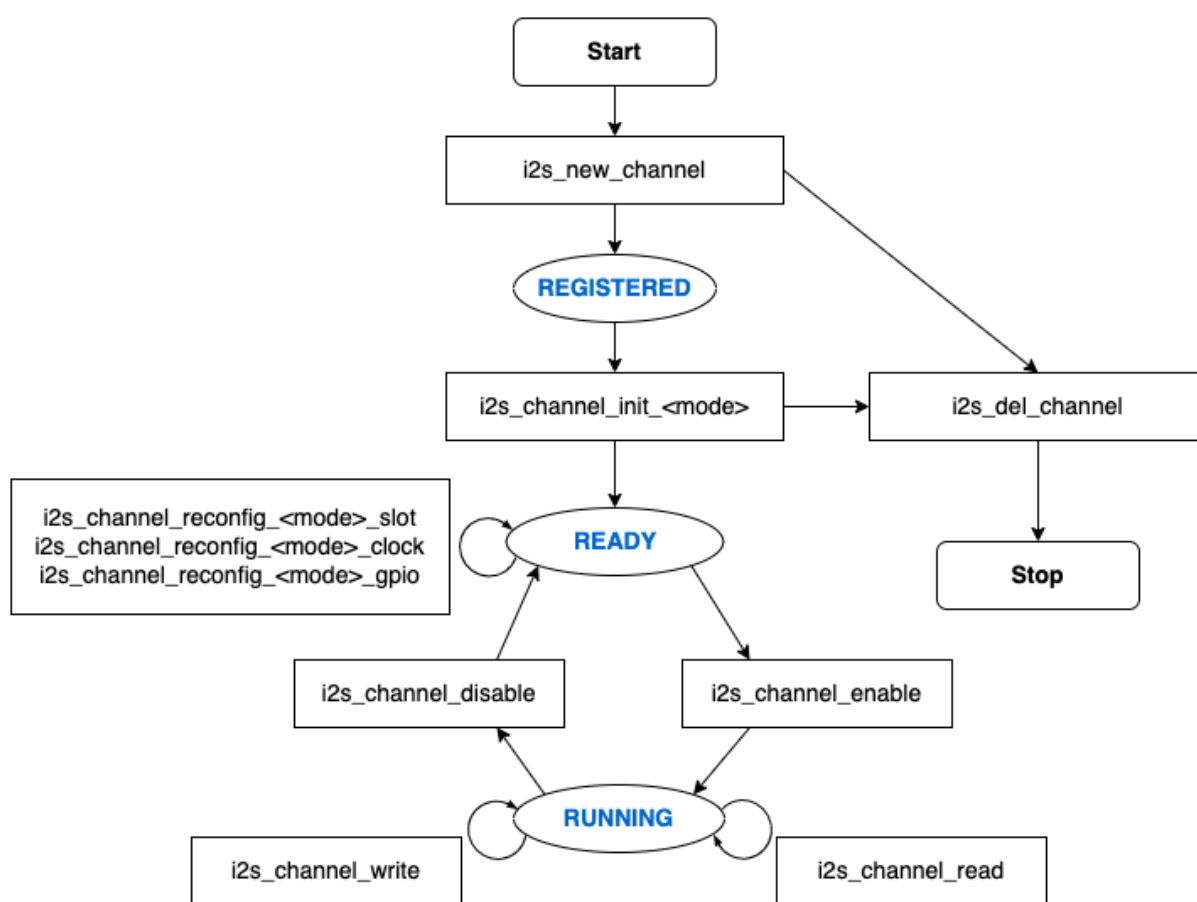 Start
i2s_new_channel
REGISTERED
i2s_channel_init_<mode>
i2s_del_channel
i2s_channel_reconfig_<mode>_slot
i2s_channel_reconfig_<mode>_clock
i2s_channel_reconfig_<mode>_gpio
READY
Stop
i2s_channel_disable
i2s_channel_enable
RUNNING
i2s_channel_write
i2s_channel_read